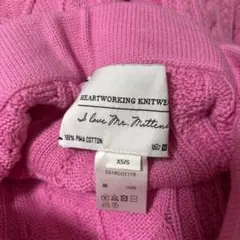 HEARTWORKING KNITWE
I Love Mr. Mittens
100% PIMA COTTON
XS/S